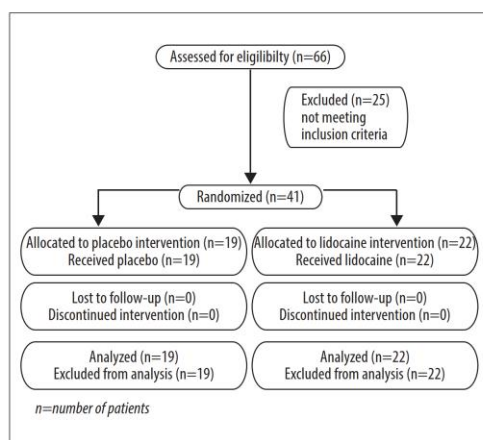 Assessed for eligibilty (n=66)
Excluded (n=25)
not meeting
inclusion criteria
Randomized (n=41)
Allocated to placebo intervention (n=19)
Received placebo (n=19)
Allocated to lidocaine intervention (n=22)
Received lidocaine (n=22)
Lost to follow-up (n=0)
Discontinued intervention (n=0)
Lost to follow-up (n=0)
Discontinued intervention (n=0)
Analyzed (n=19)
Excluded from analysis (n=19)
Analyzed (n=22)
Excluded from analysis (n=22)
n=number of patients